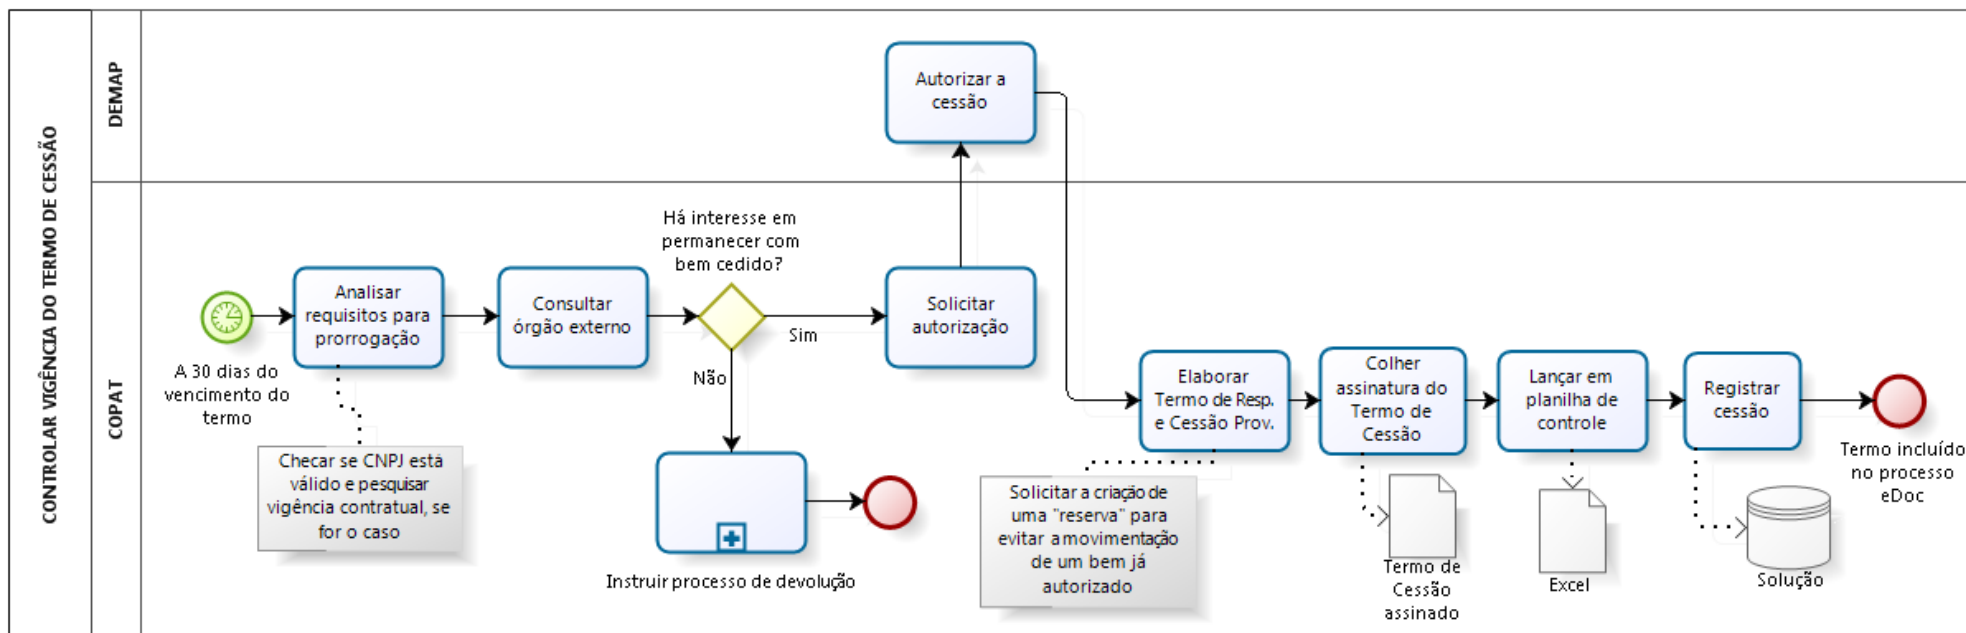 CONTROLAR VIGÊNCIA DO TERMO DE CESSÃO
DEMAP
Autorizar a
cessão
COPAT
A 30 dias do
vencimento do
termo
Analisar
requisitos para
prorrogação
Checar se CNPJ está
válido e pesquisar
vigência contratual, se
for o caso
Consultar
órgão externo
Há interesse em
permanecer com
bem cedido?
Sim
Não
Instruir processo de devolução
Solicitar
autorização
Elaborar
Termo de Resp.
e Cessão Prov.
Solicitar a criação de
uma "reserva" para
evitar a movimentação
de um bem já
autorizado
Colher
assinatura do
Termo de
Cessão
Termo de
Cessão
assinado
Lançar em
planilha de
controle
Excel
Registrar
cessão
Solução
Termo incluído
no processo
eDoc